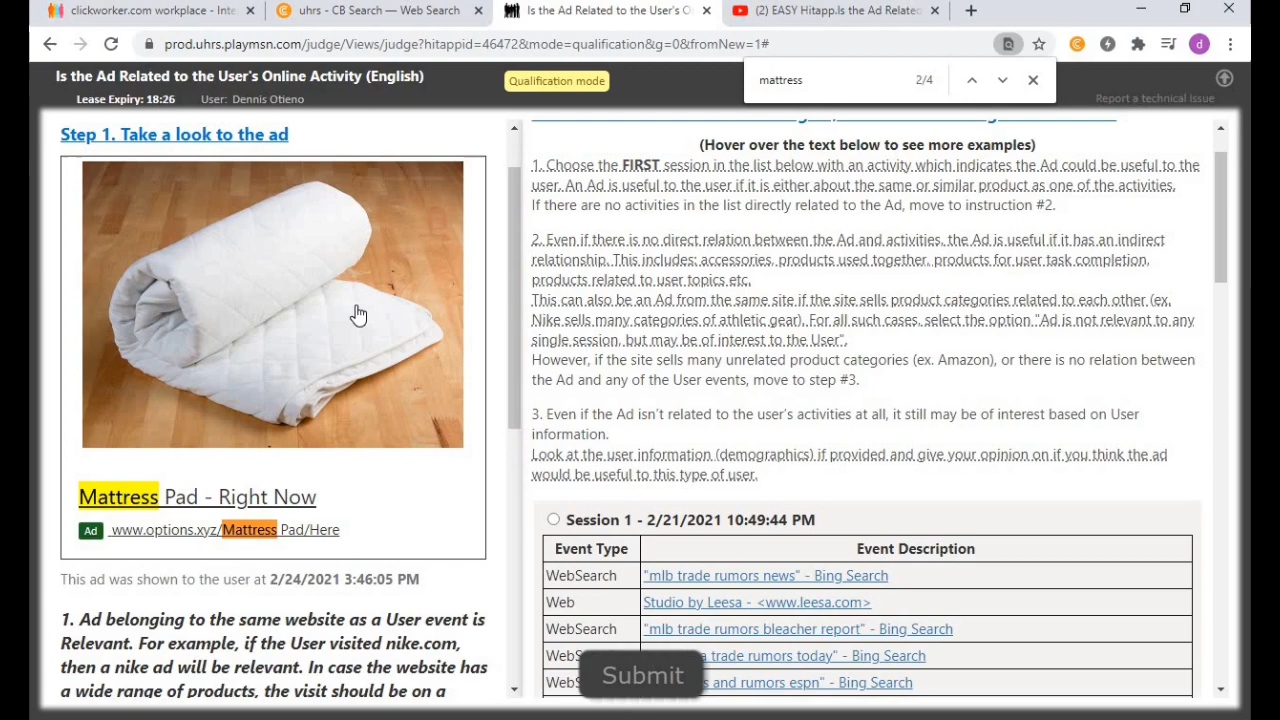 clickworker.com workplace - Inte
uhrs - CB Search — Web Search
Is the Ad Related to the User's O
(2) EASY Hitapp.Is the Ad Related
prod.uhrs.playmsn.com/judge/Views/judge?hitappid=46472&mode=qualification&g=0&fromNew=1#
d
Is the Ad Related to the User's Online Activity (English)
Qualification mode
mattress 2/4
Lease Expiry: 18:26 User: Dennis Otieno
Report a technical issue
Step 1. Take a look to the ad
Mattress Pad - Right Now
Ad www.options.xyz/Mattress Pad/Here
This ad was shown to the user at 2/24/2021 3:46:05 PM
1. Ad belonging to the same website as a User event is
Relevant. For example, if the User visited nike.com,
then a nike ad will be relevant. In case the website has
a wide range of products, the visit should be on a
(Hover over the text below to see more examples)
1. Choose the FIRST session in the list below with an activity which indicates the Ad could be useful to the
user. An Ad is useful to the user if it is either about the same or similar product as one of the activities.
If there are no activities in the list directly related to the Ad, move to instruction #2.
2. Even if there is no direct relation between the Ad and activities, the Ad is useful if it has an indirect
relationship. This includes: accessories, products used together, products for user task completion,
products related to user topics etc.
This can also be an Ad from the same site if the site sells product categories related to each other (ex.
Nike sells many categories of athletic gear). For all such cases, select the option "Ad is not relevant to any
single session, but may be of interest to the User".
However, if the site sells many unrelated product categories (ex. Amazon), or there is no relation between
the Ad and any of the User events, move to step #3.
3. Even if the Ad isn't related to the user's activities at all, it still may be of interest based on User
information.
Look at the user information (demographics) if provided and give your opinion on if you think the ad
would be useful to this type of user.
Session 1 - 2/21/2021 10:49:44 PM
Event Type Event Description
WebSearch "mlb trade rumors news" - Bing Search
Web Studio by Leesa - <www.leesa.com>
WebSearch "mlb trade rumors bleacher report" - Bing Search
WebS trade rumors today" - Bing Search
WebS and rumors espn" - Bing Search
Submit